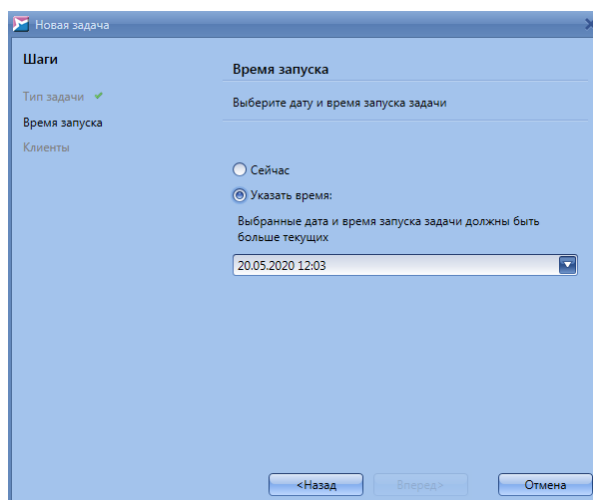 Новая задача
Шаги
Тип задачи
Время запуска
Клиенты
Время запуска
Выберите дату и время запуска задачи
Сейчас
Указать время:
Выбранные дата и время запуска задачи должны быть
больше текущих
20.05.2020 12:03
<Назад
Вперед>
Отмена